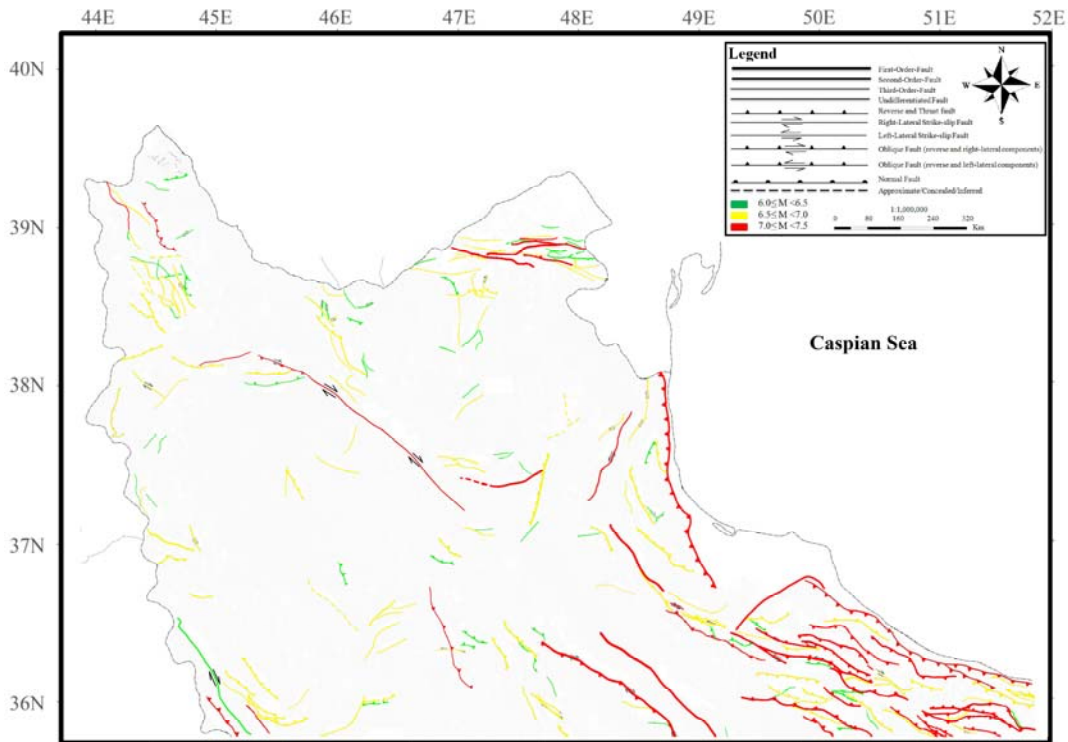 44E 45E 46E 47E 48E 49E 50E 51E 52E
40N
39N
38N
37N
36N
Legend
First-Order-Fault
Second-Order-Fault
Third-Order-Fault
Undifferentiated Fault
Reverse and Thrust fault
Right-Lateral Strike-slip Fault
Left-Lateral Strike-slip Fault
Oblique Fault (reverse and right-lateral components)
Oblique Fault (reverse and left-lateral components)
Normal Fault
Approximate/Concealed/Inferred
6.0≤ M <6.5
6.5≤ M <7.0
7.0≤ M <7.5
N
W E
S
1:1,000,000
0 80 160 240 320
Km
Caspian Sea